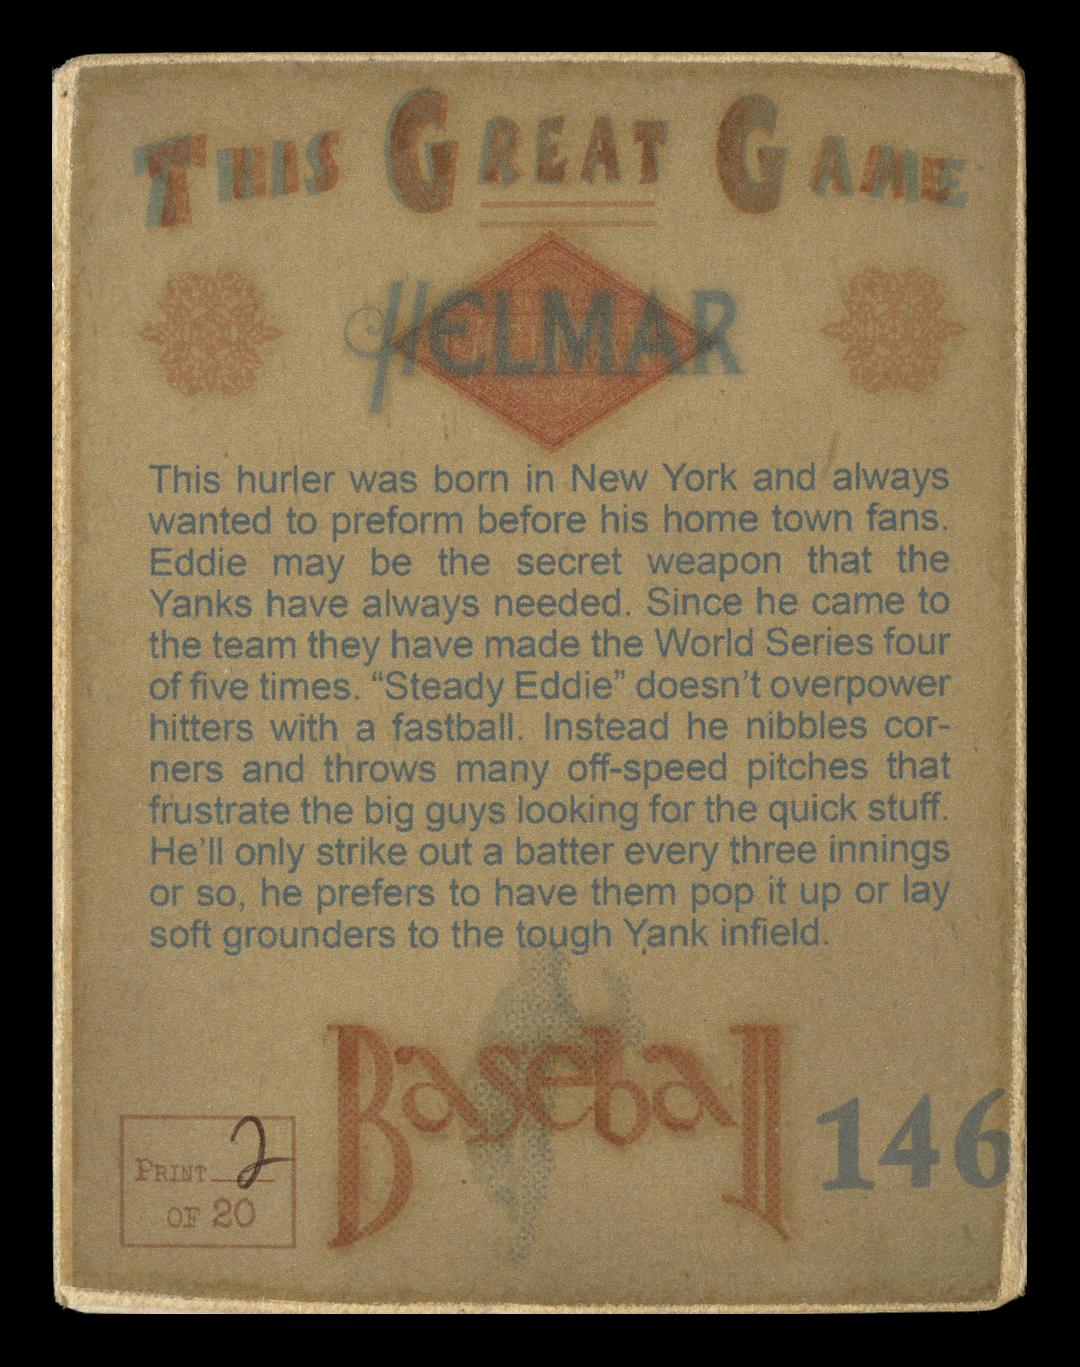 THIS GREAT GAME
HELMAR
This hurler was born in New York and always
wanted to preform before his home town fans.
Eddie may be the secret weapon that the
Yanks have always needed. Since he came to
the team they have made the World Series four
of five times. “Steady Eddie” doesn’t overpower
hitters with a fastball. Instead he nibbles cor-
ners and throws many off-speed pitches that
frustrate the big guys looking for the quick stuff.
He’ll only strike out a batter every three innings
or so, he prefers to have them pop it up or lay
soft grounders to the tough Yank infield.
Baseball
146
PRINT 2
OF 20